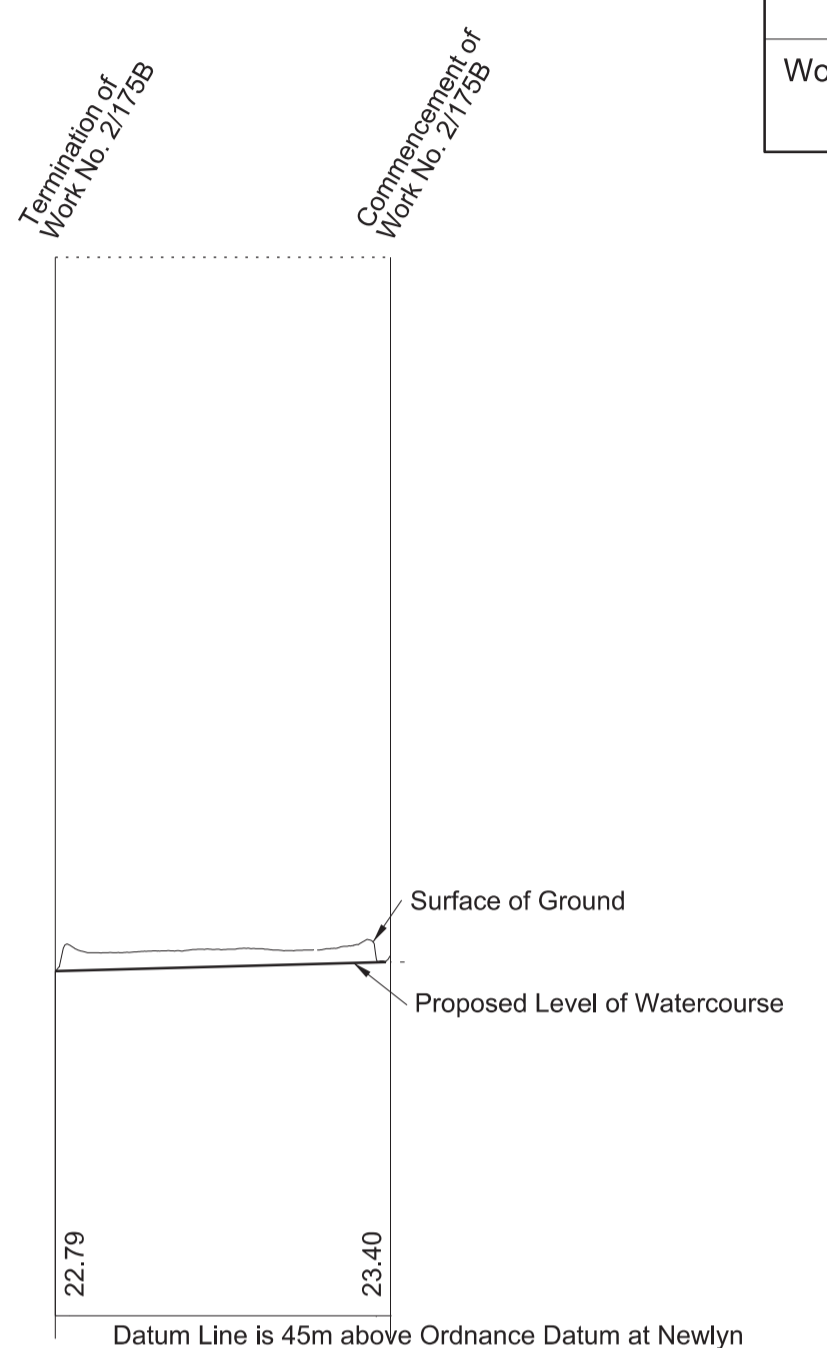 Termination of
Work No. 2/175B
Commencement of
Work No. 2/175B
Wo
Surface of Ground
Proposed Level of Watercourse
22.79
23.40
Datum Line is 45m above Ordnance Datum at Newlyn